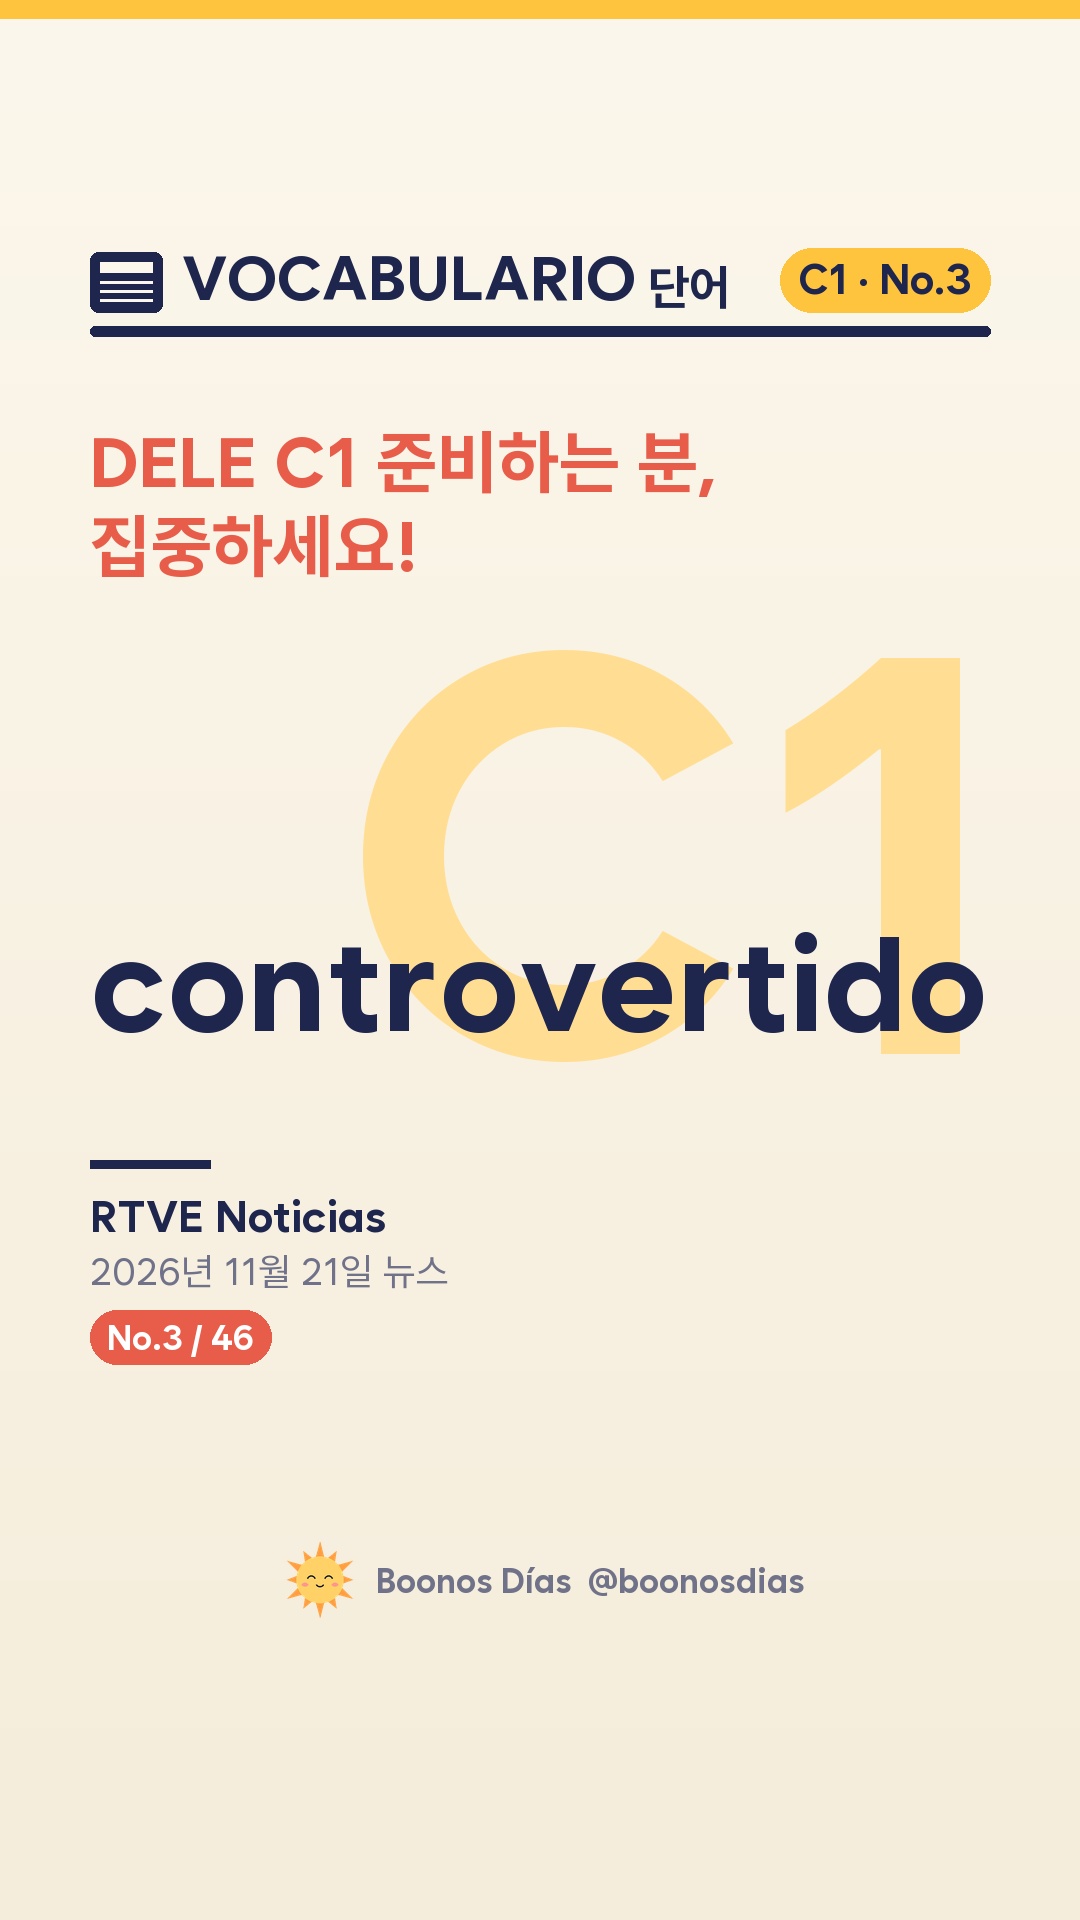 VOCABULARIO 단어
C1 · No.3
DELE C1 준비하는 분,
집중하세요!
C1
controvertido
RTVE Noticias
2026년 11월 21일 뉴스
No.3 / 46
Boonos Días @boonosdias